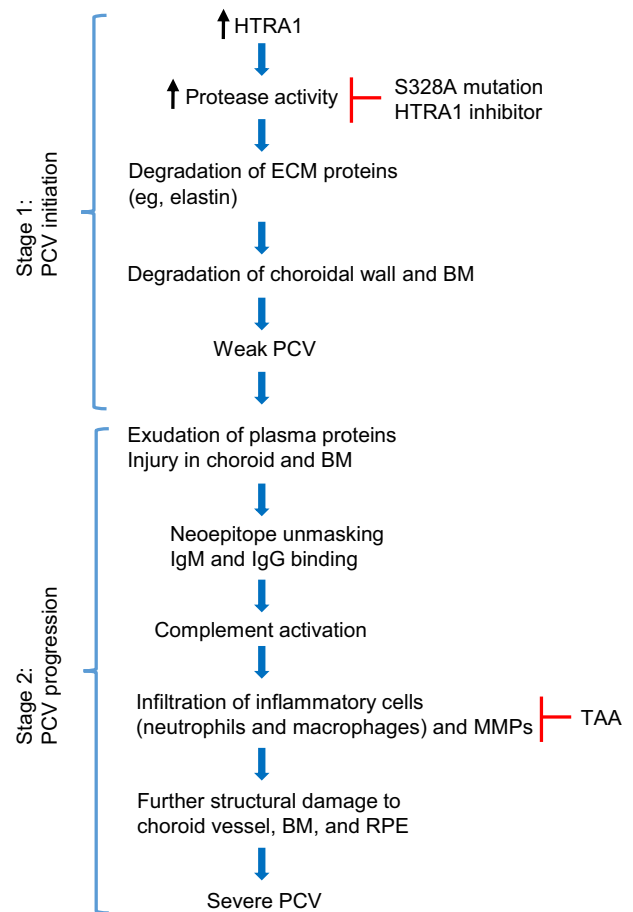 Stage 1:
PCV initiation
HTRA1
Protease activity
S328A mutation
HTRA1 inhibitor
Degradation of ECM proteins
(eg, elastin)
Degradation of choroidal wall and BM
Weak PCV
Stage 2:
PCV progression
Exudation of plasma proteins
Injury in choroid and BM
Neoepitope unmasking
IgM and IgG binding
Complement activation
Infiltration of inflammatory cells
(neutrophils and macrophages) and MMPs
TAA
Further structural damage to
choroid vessel, BM, and RPE
Severe PCV